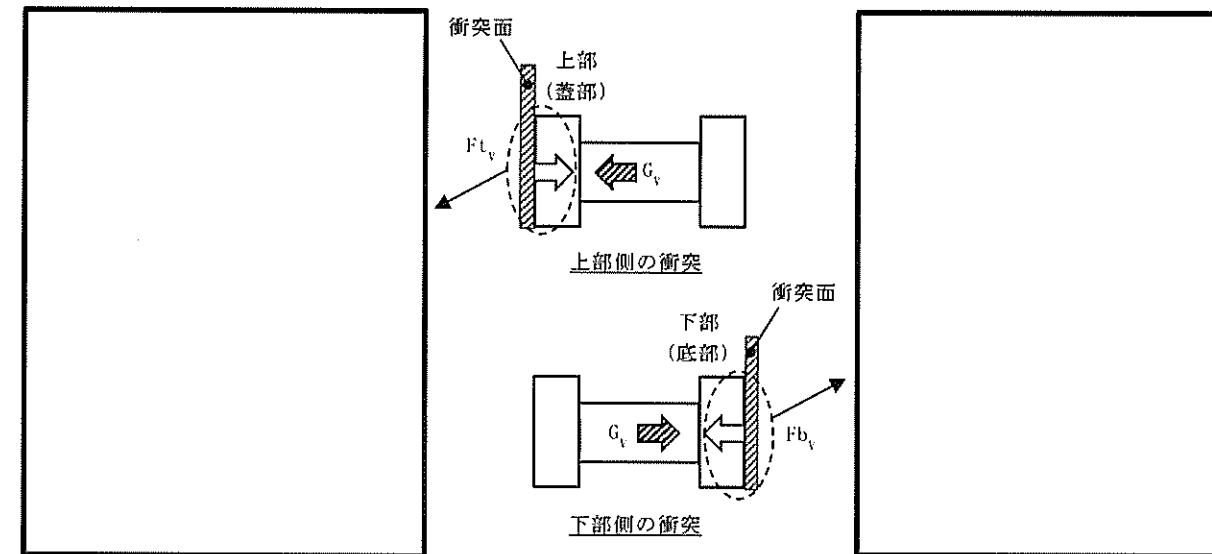 衝突面
上部
(蓋部)
Ft_v
G_v
上部側の衝突
衝突面
下部
(底部)
G_v
Fb_v
下部側の衝突